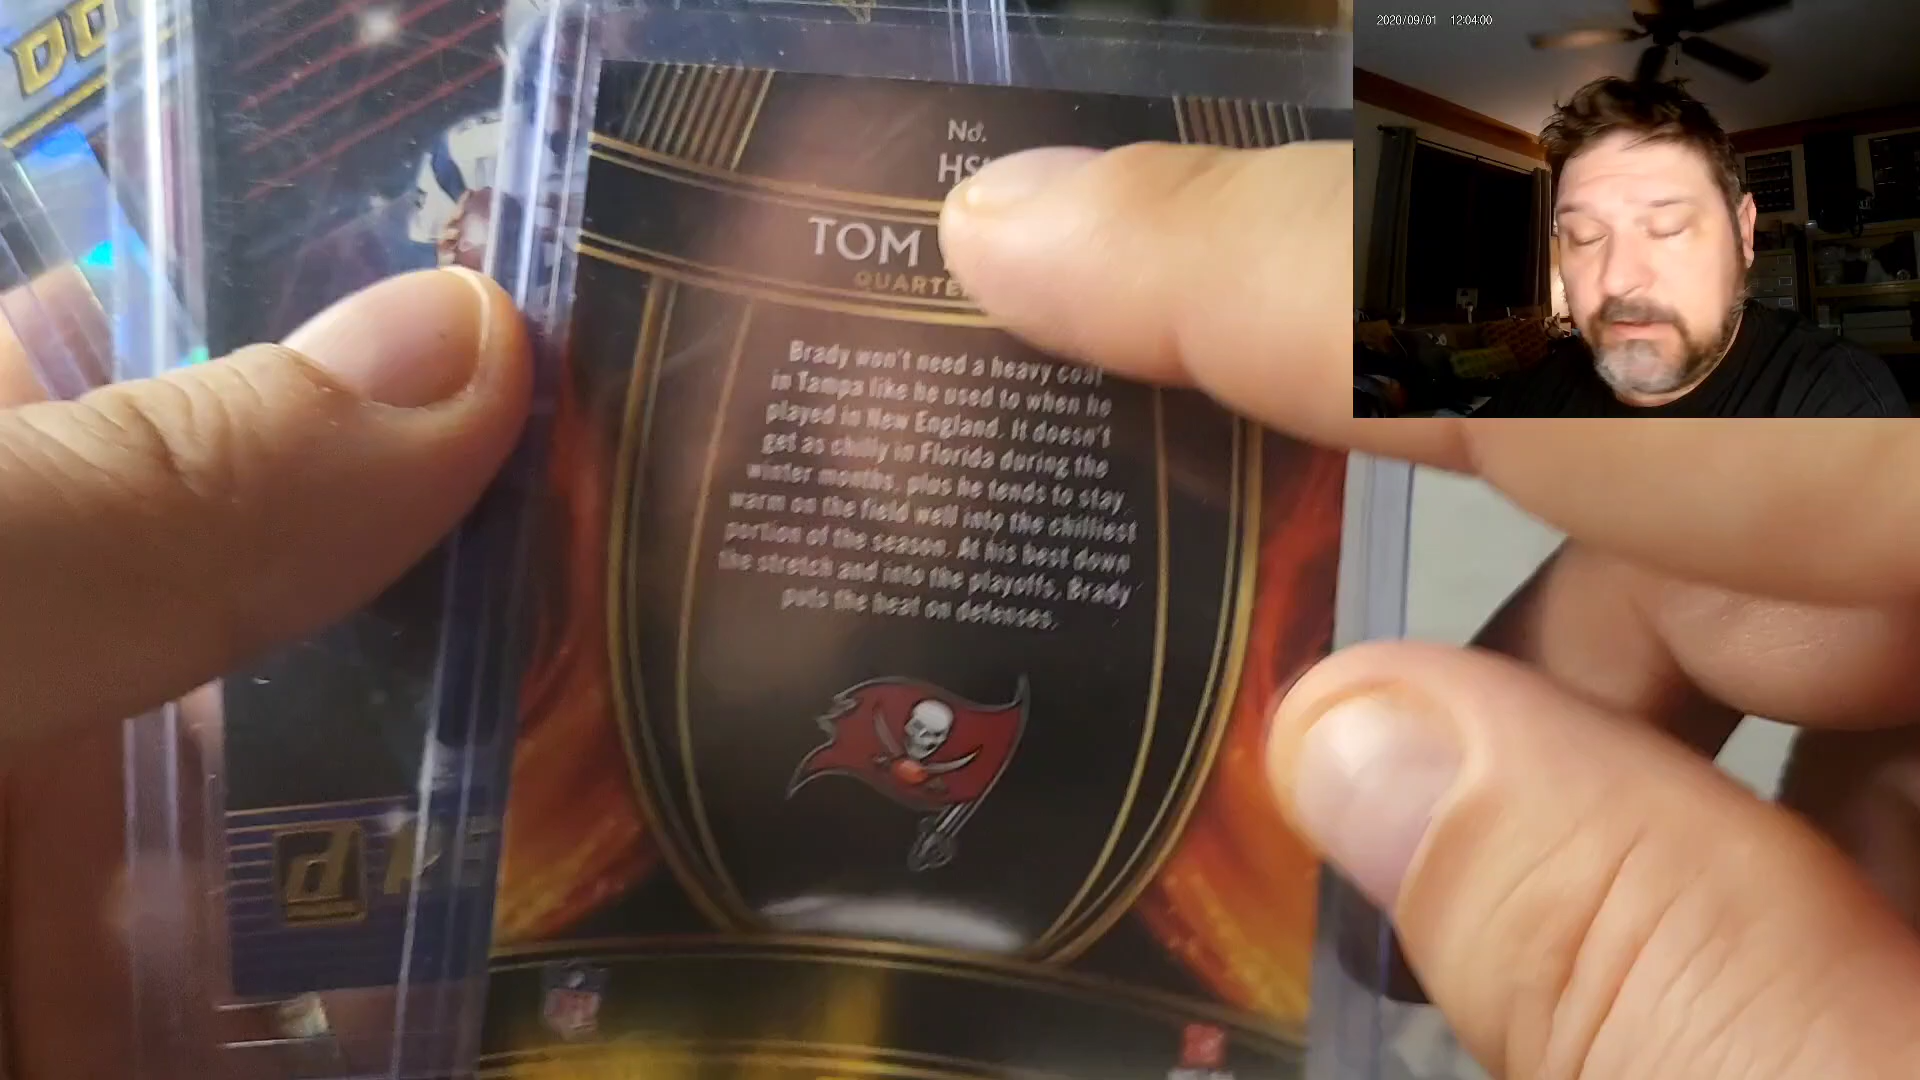 2020/09/01 12:04:00
No.
TOM
Brady won't need a heavy coat
in Tampa like he used to when he
played in New England. It doesn't
get as chilly in Florida during the
winter months, plus he tends to stay
warm on the field well into the chilliest
portion of the season. At his best down
the stretch and into the playoffs, Brady
puts the heat on defenses.